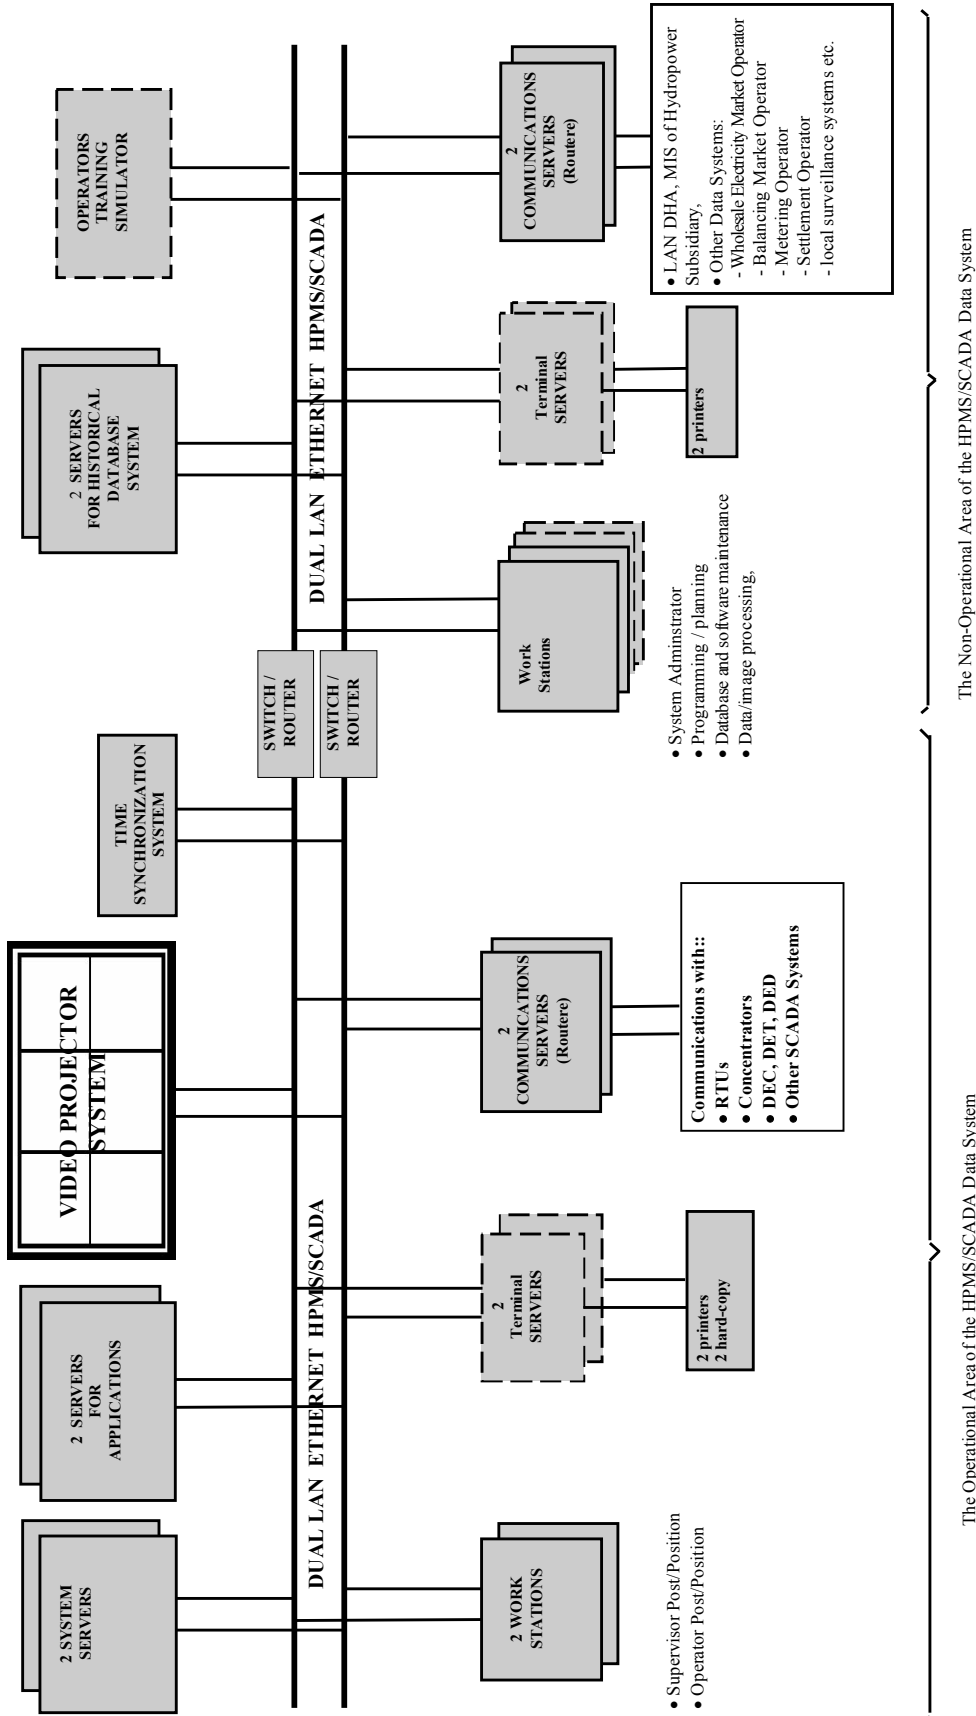 2 SYSTEM
SERVERS
2 SERVERS
FOR
APPLICATIONS
VIDEO PROJECTOR
SYSTEM
TIME
SYNCHRONIZATION
SYSTEM
2 SERVERS
FOR HISTORICAL
DATABASE
SYSTEM
OPERATORS
TRAINING
SIMULATOR
DUAL LAN ETHERNET HPMS/SCADA
SWITCH /
ROUTER
SWITCH /
ROUTER
DUAL LAN ETHERNET HPMS/SCADA
2 WORK
STATIONS
• Supervisor Post/Position
• Operator Post/Position
2
Terminal
SERVERS
2 printers
2 hard-copy
2
COMMUNICATIONS
SERVERS
(Routere)
Communications with::
• RTUs
• Concentrators
• DEC, DET, DED
• Other SCADA Systems
Work
Stations
• System Adminstrator
• Programming / planning
• Database and software maintenance
• Data/image processing,
2
Terminal
SERVERS
2 printers
2
COMMUNICATIONS
SERVERS
(Routere)
• LAN DHA, MIS of Hydropower
Subsidiary,
• Other Data Systems:
- Wholesale Electricity Market Operator
- Balancing Market Operator
- Metering Operator
- Settlement Operator
- local surveillance systems etc.
The Operational Area of the HPMS/SCADA Data System
The Non-Operational Area of the HPMS/SCADA Data System